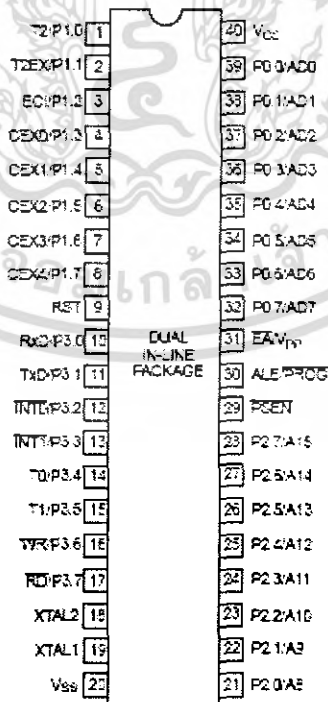 T2/P1.0 1
T2EX/P1.1 2
ECI/P1.2 3
CEX0/P1.3 4
CEX1/P1.4 5
CEX2/P1.5 6
CEX3/P1.6 7
CEX4/P1.7 8
RST 9
RxD/P3.0 10
TxD/P3.1 11
INT0/P3.2 12
INT1/P3.3 13
T0/P3.4 14
T1/P3.5 15
WR/P3.6 16
RD/P3.7 17
XTAL2 18
XTAL1 19
VSS 20
DUAL
IN-LINE
PACKAGE
40 VCC
39 P0.0/AD0
38 P0.1/AD1
37 P0.2/AD2
36 P0.3/AD3
35 P0.4/AD4
34 P0.5/AD5
33 P0.6/AD6
32 P0.7/AD7
31 EA/VPP
30 ALE/PROG
29 PSEN
28 P2.7/A15
27 P2.6/A14
26 P2.5/A13
25 P2.4/A12
24 P2.3/A11
23 P2.2/A10
22 P2.1/A9
21 P2.0/A8